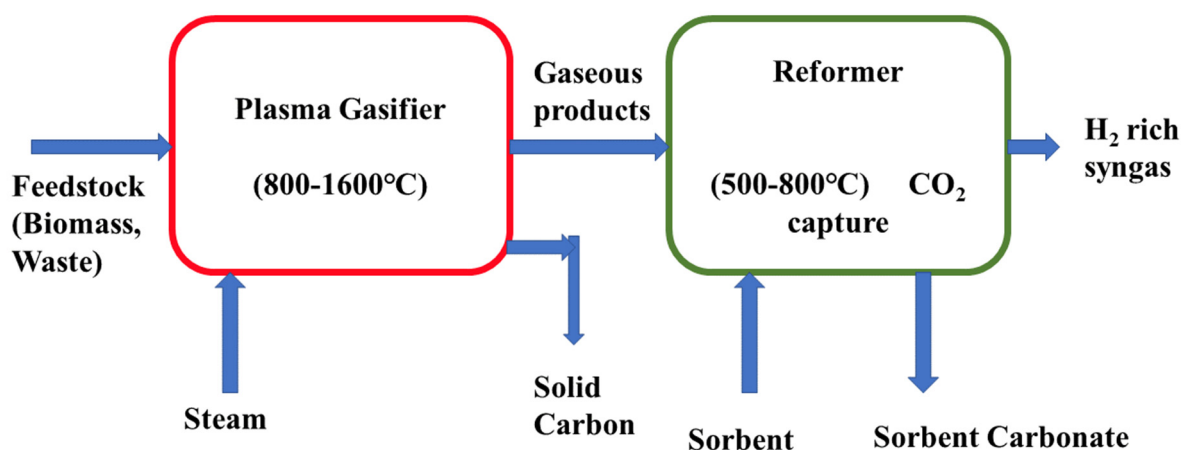 Plasma Gasifier
(800-1600℃)
Feedstock
(Biomass,
Waste)
Steam
Gaseous
products
Solid
Carbon
Reformer
(500-800℃) CO₂
capture
Sorbent
Sorbent Carbonate
H₂ rich
syngas